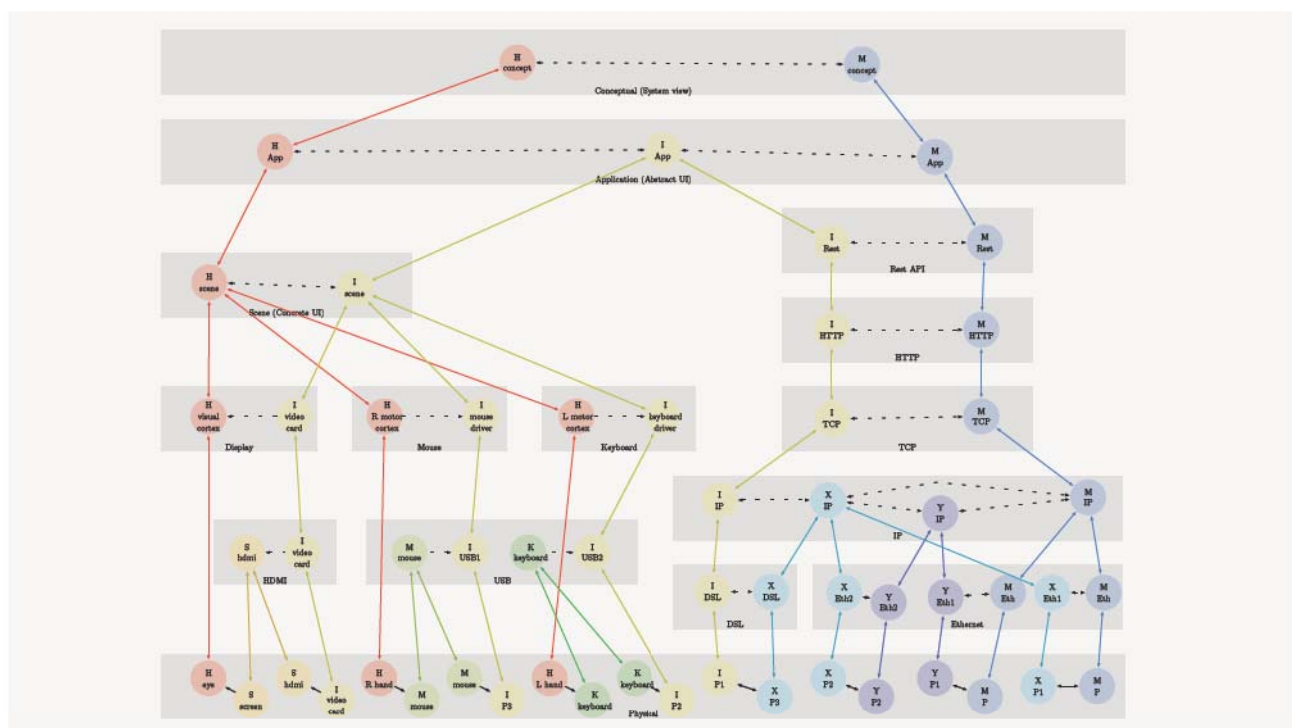 H
concept
M
concept
Conceptual (System view)
H
App
I
App
M
App
Application (Abstract UI)
I
Rest
M
Rest
Rest API
H
scene
I
scene
Scene (Concrete UI)
I
HTTP
M
HTTP
HTTP
H
visual
cortex
I
video
card
Display
H
R motor
cortex
I
mouse
driver
Mouse
H
L motor
cortex
I
keyboard
driver
Keyboard
I
TCP
M
TCP
TCP
I
IP
X
IP
Y
IP
M
IP
IP
S
hdmi
I
video
card
HDMI
M
mouse
I
USB1
K
keyboard
I
USB2
USB
I
DSL
X
DSL
DSL
X
Eth2
Y
Eth2
Y
Eth1
M
Eth
X
Eth1
M
Eth
Ethernet
H
eye
S
screen
S
hdmi
I
video
card
H
R hand
M
mouse
M
mouse
I
P3
H
L hand
K
keyboard
K
keyboard
I
P2
Physical
I
P1
X
P3
X
P2
Y
P2
Y
P1
M
P
X
P1
M
P